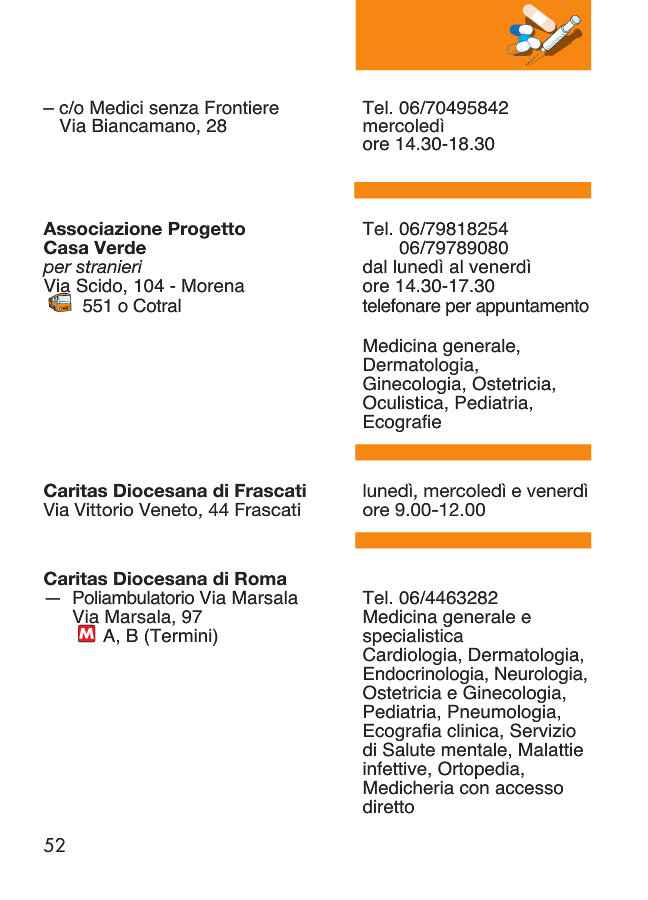 – c/o Medici senza Frontiere
Via Biancamano, 28
Tel. 06/70495842
mercoledì
ore 14.30-18.30
Associazione Progetto
Casa Verde
per stranieri
Via Scido, 104 - Morena
551 o Cotral
Tel. 06/79818254
06/79789080
dal lunedì al venerdì
ore 14.30-17.30
telefonare per appuntamento
Medicina generale,
Dermatologia,
Ginecologia, Ostetricia,
Oculistica, Pediatria,
Ecografie
Caritas Diocesana di Frascati
Via Vittorio Veneto, 44 Frascati
lunedì, mercoledì e venerdì
ore 9.00-12.00
Caritas Diocesana di Roma
— Poliambulatorio Via Marsala
Via Marsala, 97
M A, B (Termini)
Tel. 06/4463282
Medicina generale e
specialistica
Cardiologia, Dermatologia,
Endocrinologia, Neurologia,
Ostetricia e Ginecologia,
Pediatria, Pneumologia,
Ecografia clinica, Servizio
di Salute mentale, Malattie
infettive, Ortopedia,
Medicheria con accesso
diretto
52